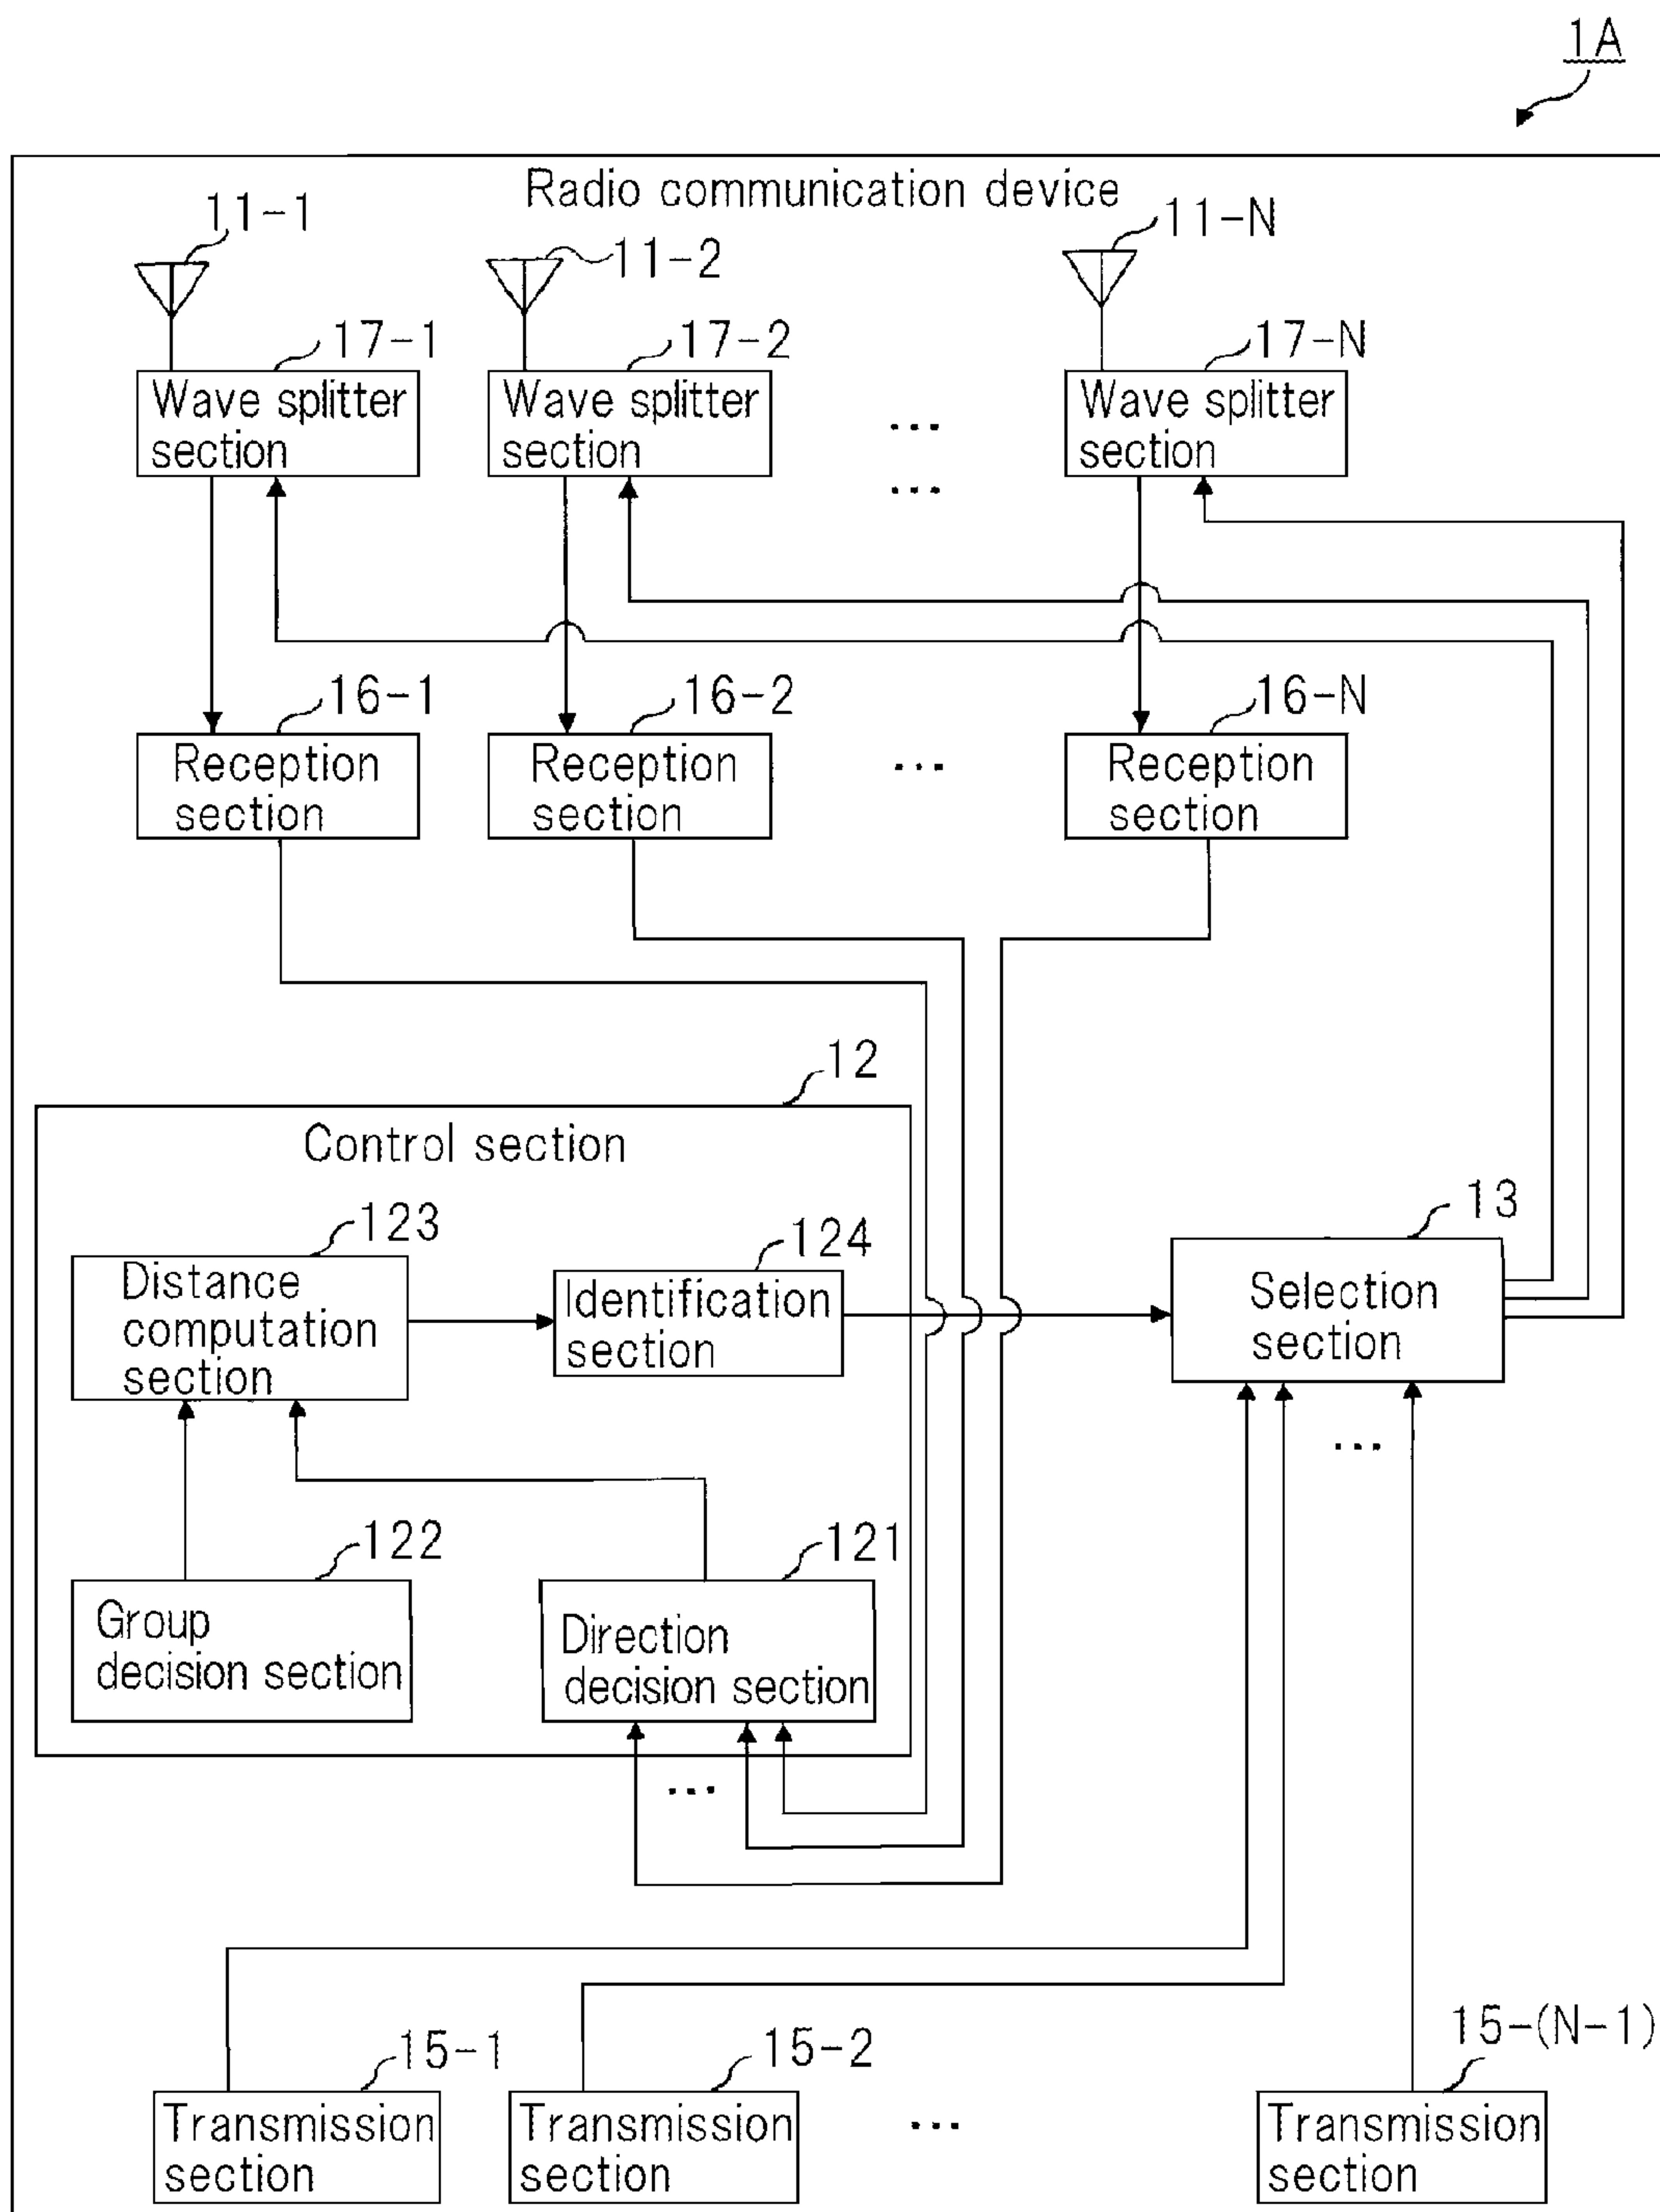 1A
Radio communication device
11-1
11-2
11-N
17-1
17-2
17-N
Wave splitter
section
Wave splitter
section
...
...
Wave splitter
section
16-1
16-2
16-N
Reception
section
Reception
section
...
Reception
section
12
Control section
123
124
13
Distance
computation
section
Identification
section
Selection
section
...
122
121
Group
decision section
Direction
decision section
...
15-1
15-2
15-(N-1)
Transmission
section
Transmission
section
...
Transmission
section